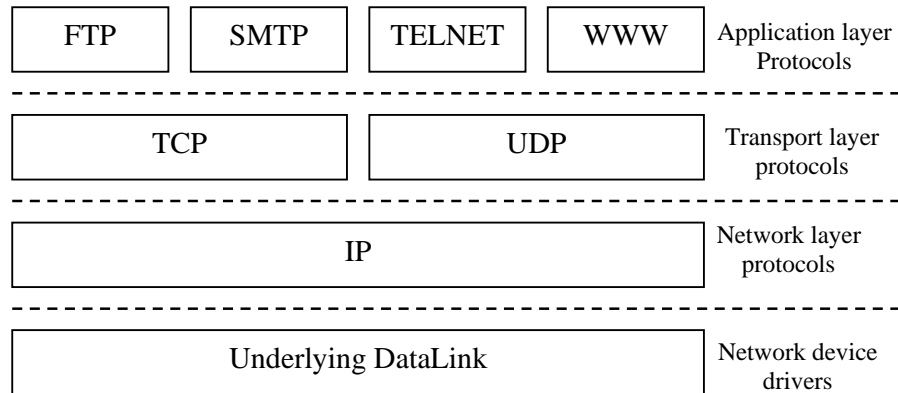 FTP SMTP TELNET WWW Application layer
Protocols
TCP UDP Transport layer
protocols
IP Network layer
protocols
Underlying DataLink Network device
drivers